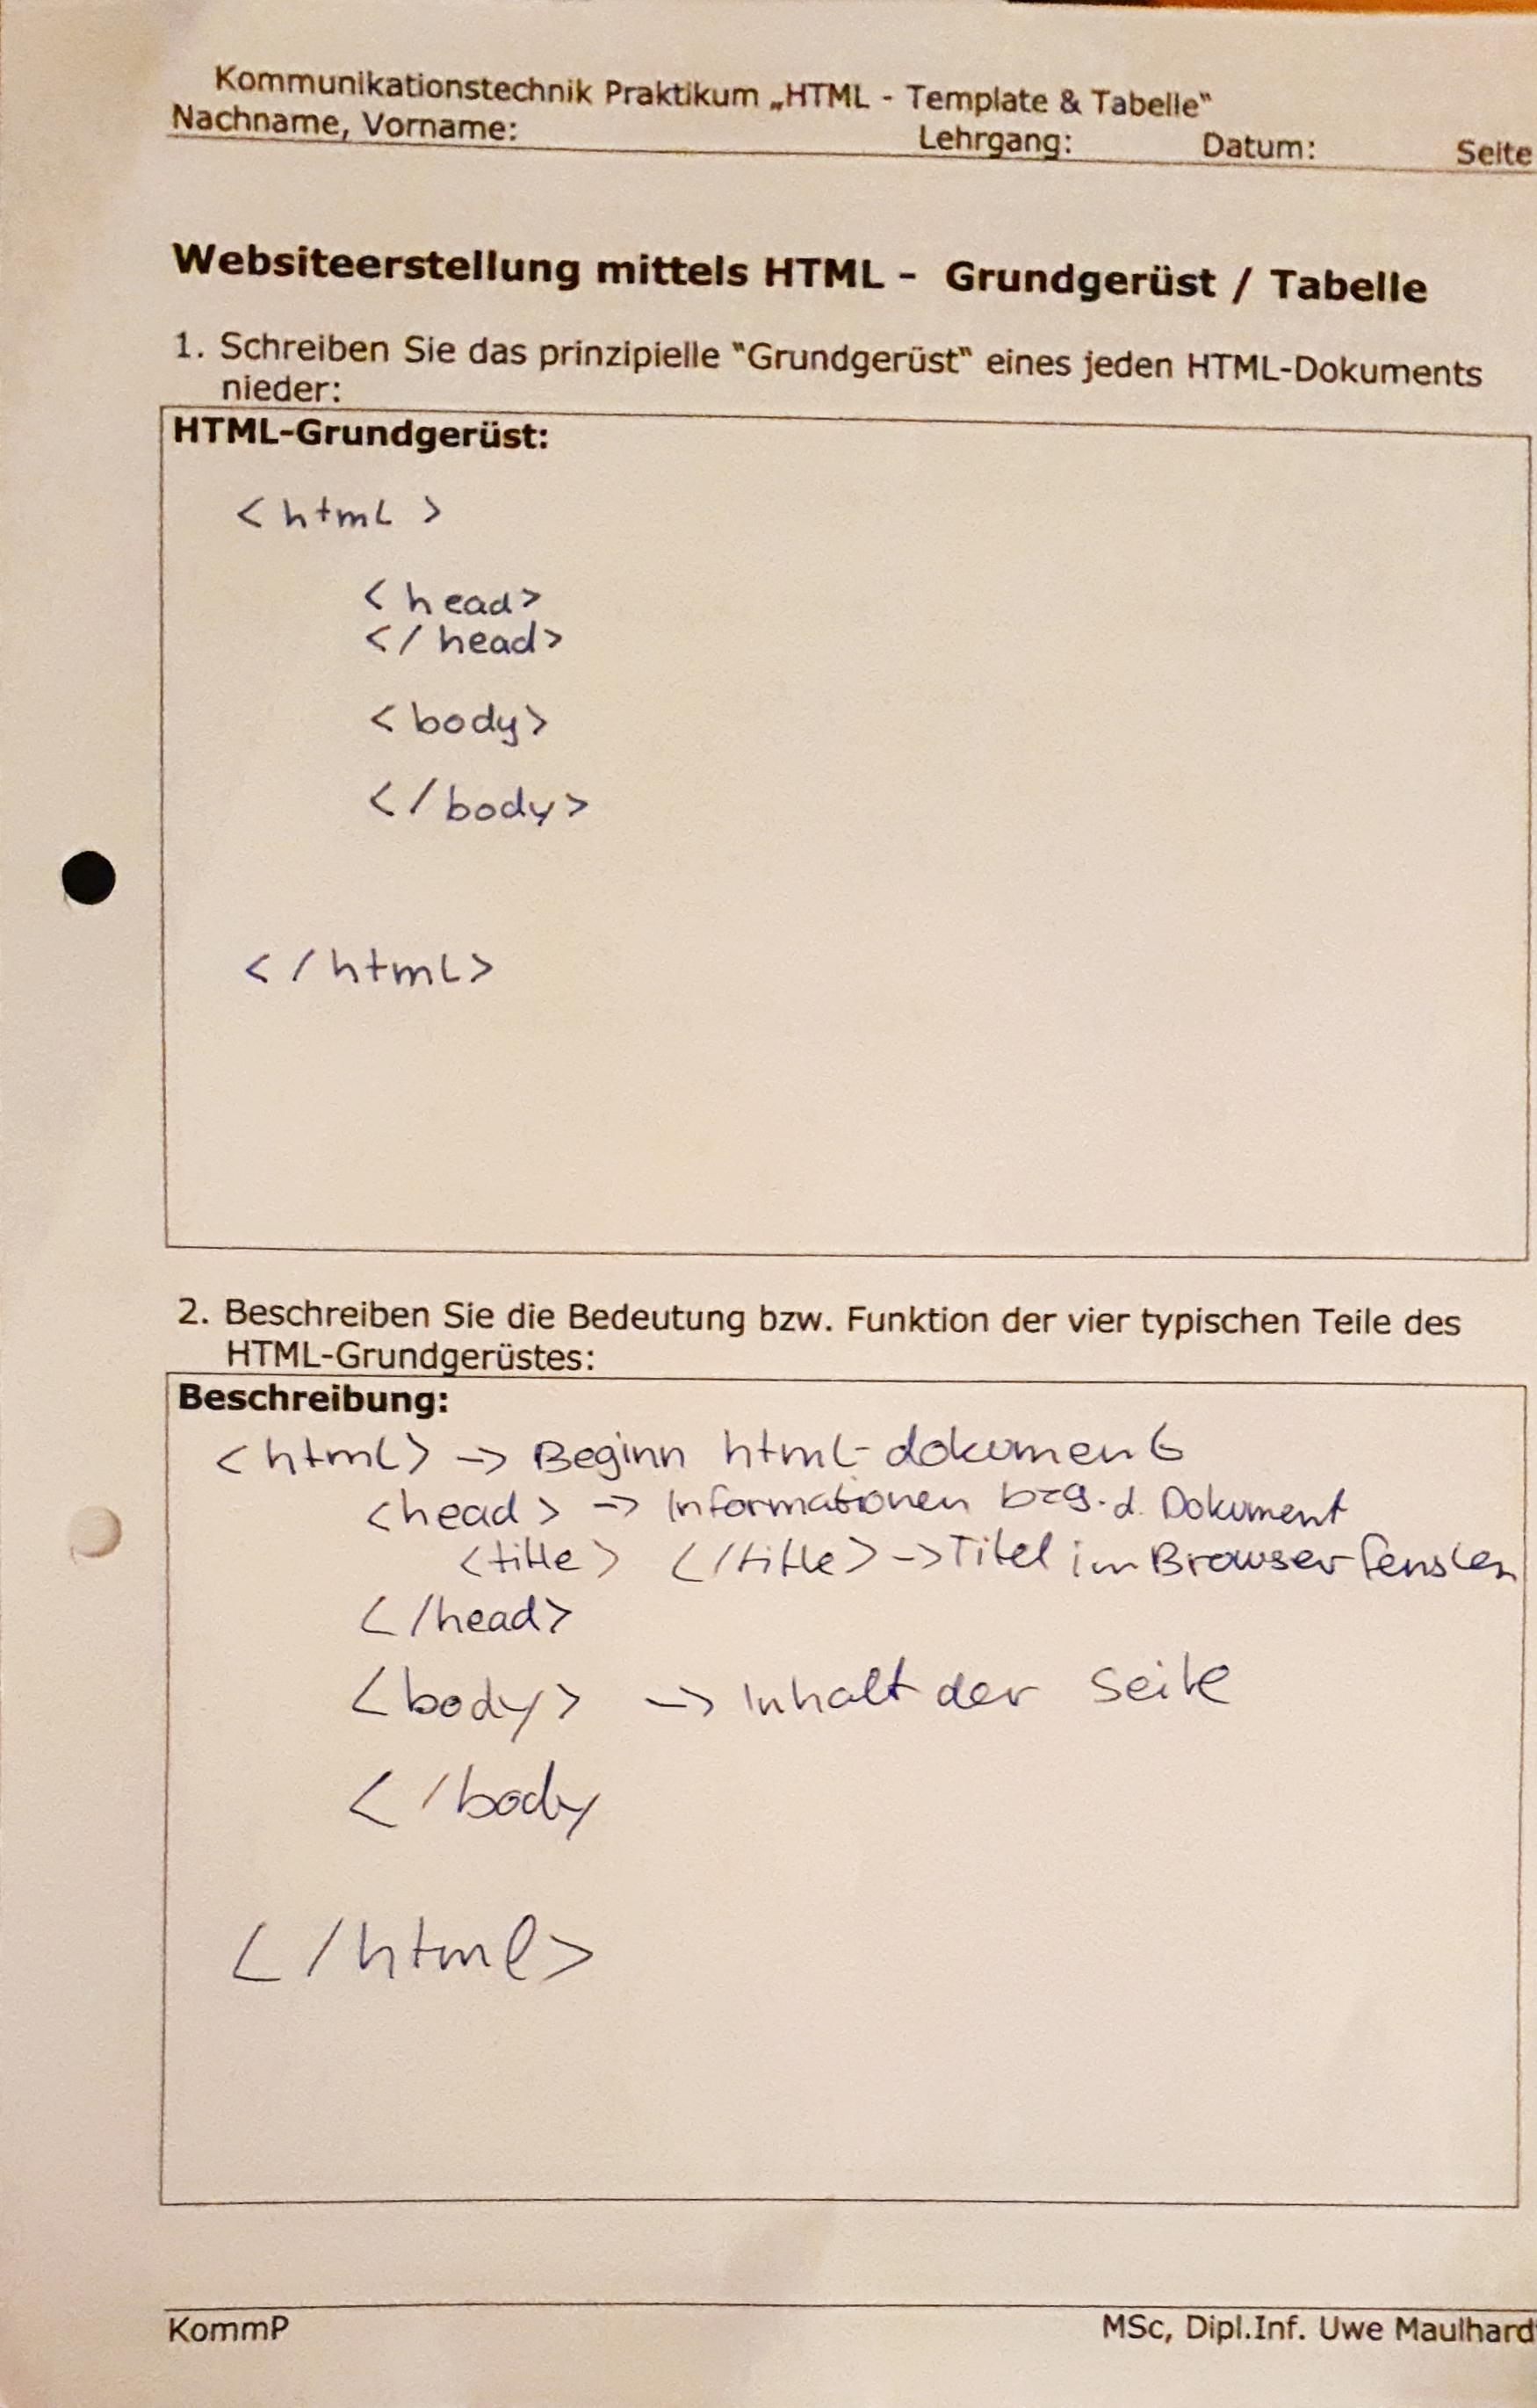 Kommunikationstechnik Praktikum „HTML - Template & Tabelle“
Nachname, Vorname: Lehrgang: Datum: Seite
Websiteerstellung mittels HTML - Grundgerüst / Tabelle
1. Schreiben Sie das prinzipielle "Grundgerüst" eines jeden HTML-Dokuments
nieder:
HTML-Grundgerüst:
<html>
<head>
</head>
<body>
</body>
</html>
2. Beschreiben Sie die Bedeutung bzw. Funktion der vier typischen Teile des
HTML-Grundgerüstes:
Beschreibung:
<html> -> Beginn html-dokument
<head> -> Informationen bzg. d. Dokument
<title> </title> -> Titel im Browserfenster
</head>
<body> -> Inhalt der Seite
</body
</html>
KommP MSc, Dipl.Inf. Uwe Maulhard